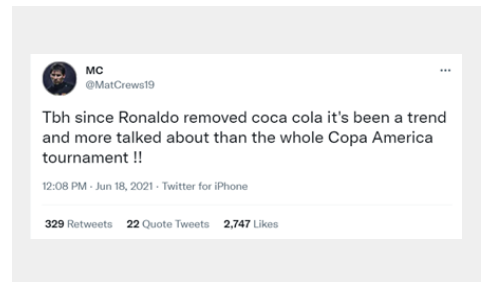 MC
@MatCrews19
Tbh since Ronaldo removed coca cola it's been a trend
and more talked about than the whole Copa America
tournament !!
12:08 PM · Jun 18, 2021 · Twitter for iPhone
329 Retweets 22 Quote Tweets 2,747 Likes